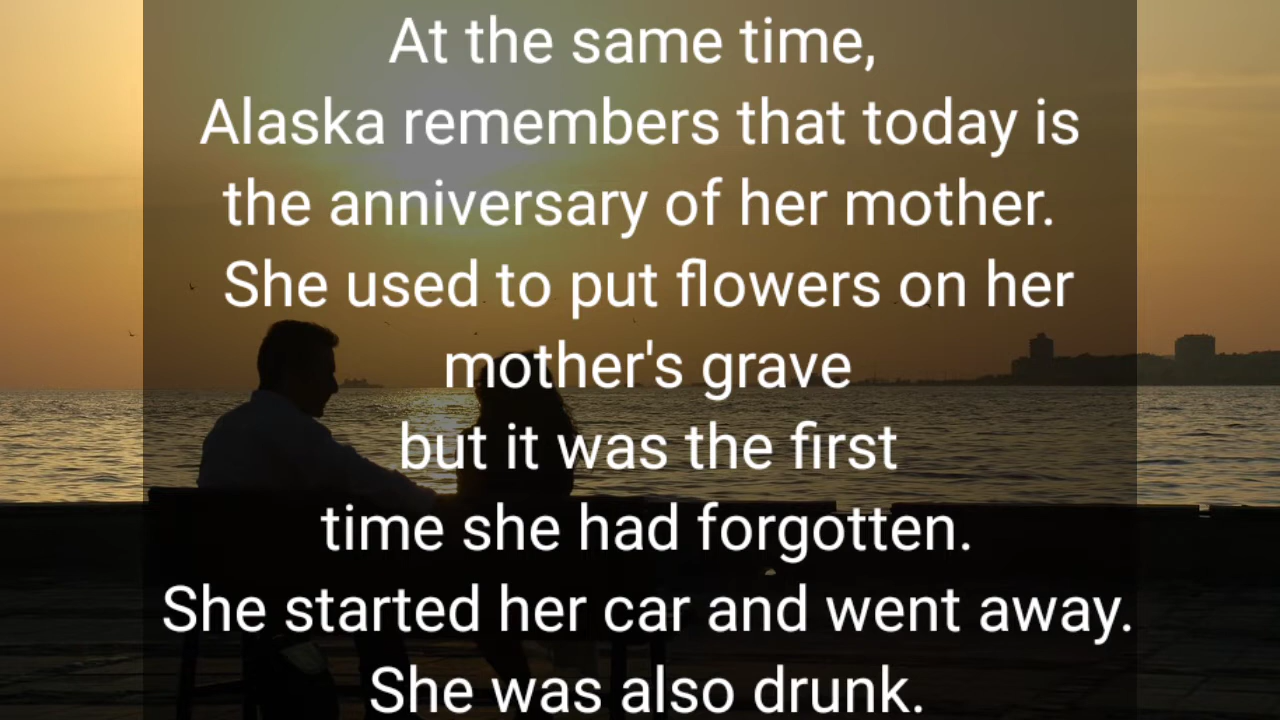 At the same time,
Alaska remembers that today is
the anniversary of her mother.
She used to put flowers on her
mother's grave
but it was the first
time she had forgotten.
She started her car and went away.
She was also drunk.